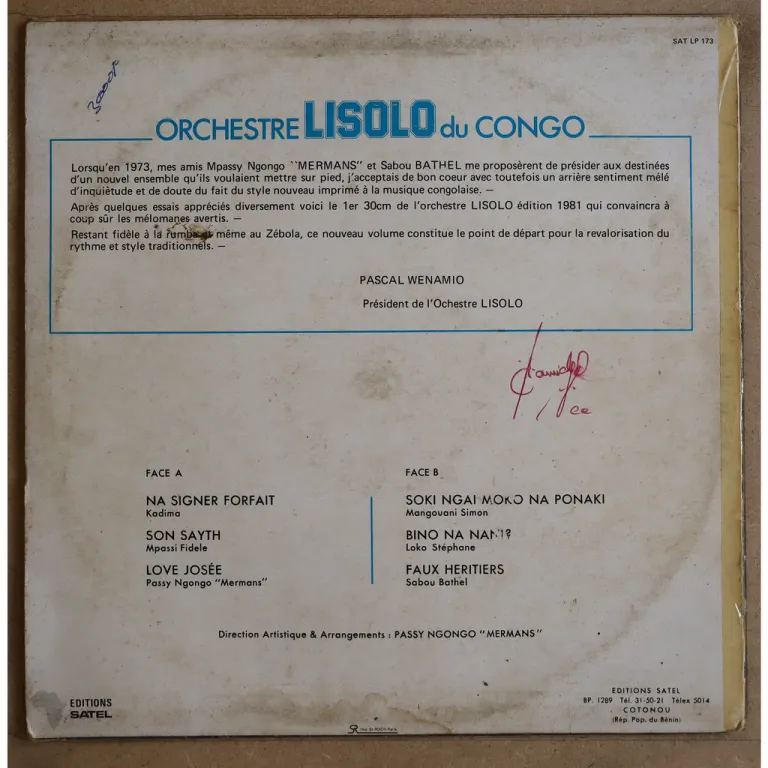 SAT LP 173
3000F
ORCHESTRE LISOLO du CONGO
Lorsqu'en 1973, mes amis Mpassy Ngongo ``MERMANS'' et Sabou BATHEL me proposèrent de présider aux destinées
d'un nouvel ensemble qu'ils voulaient mettre sur pied, j'acceptais de bon coeur avec toutefois un arrière sentiment mêlé
d'inquiètude et de doute du fait du style nouveau imprimé à la musique congolaise. —
Après quelques essais appréciés diversement voici le 1er 30cm de l'orchestre LISOLO édition 1981 qui convaincra à
coup sûr les mélomanes avertis. —
Restant fidèle à la rumba et même au Zébola, ce nouveau volume constitue le point de départ pour la revalorisation du
rythme et style traditionnels. —
PASCAL WENAMIO
Président de l'Ochestre LISOLO
FACE A
NA SIGNER FORFAIT
Kadima
SON SAYTH
Mpassi Fidele
LOVE JOSÉE
Passy Ngongo "Mermans"
FACE B
SOKI NGAI MOKO NA PONAKI
Mangouani Simon
BINO NA NANI?
Loko Stéphane
FAUX HERITIERS
Sabou Bathel
Direction Artistique & Arrangements : PASSY NGONGO "MERMANS"
EDITIONS
SATEL
EDITIONS SATEL
BP. 1289 Tél. 31-50-21 Télex 5014
COTONOU
(Rép. Pop. du Bénin)